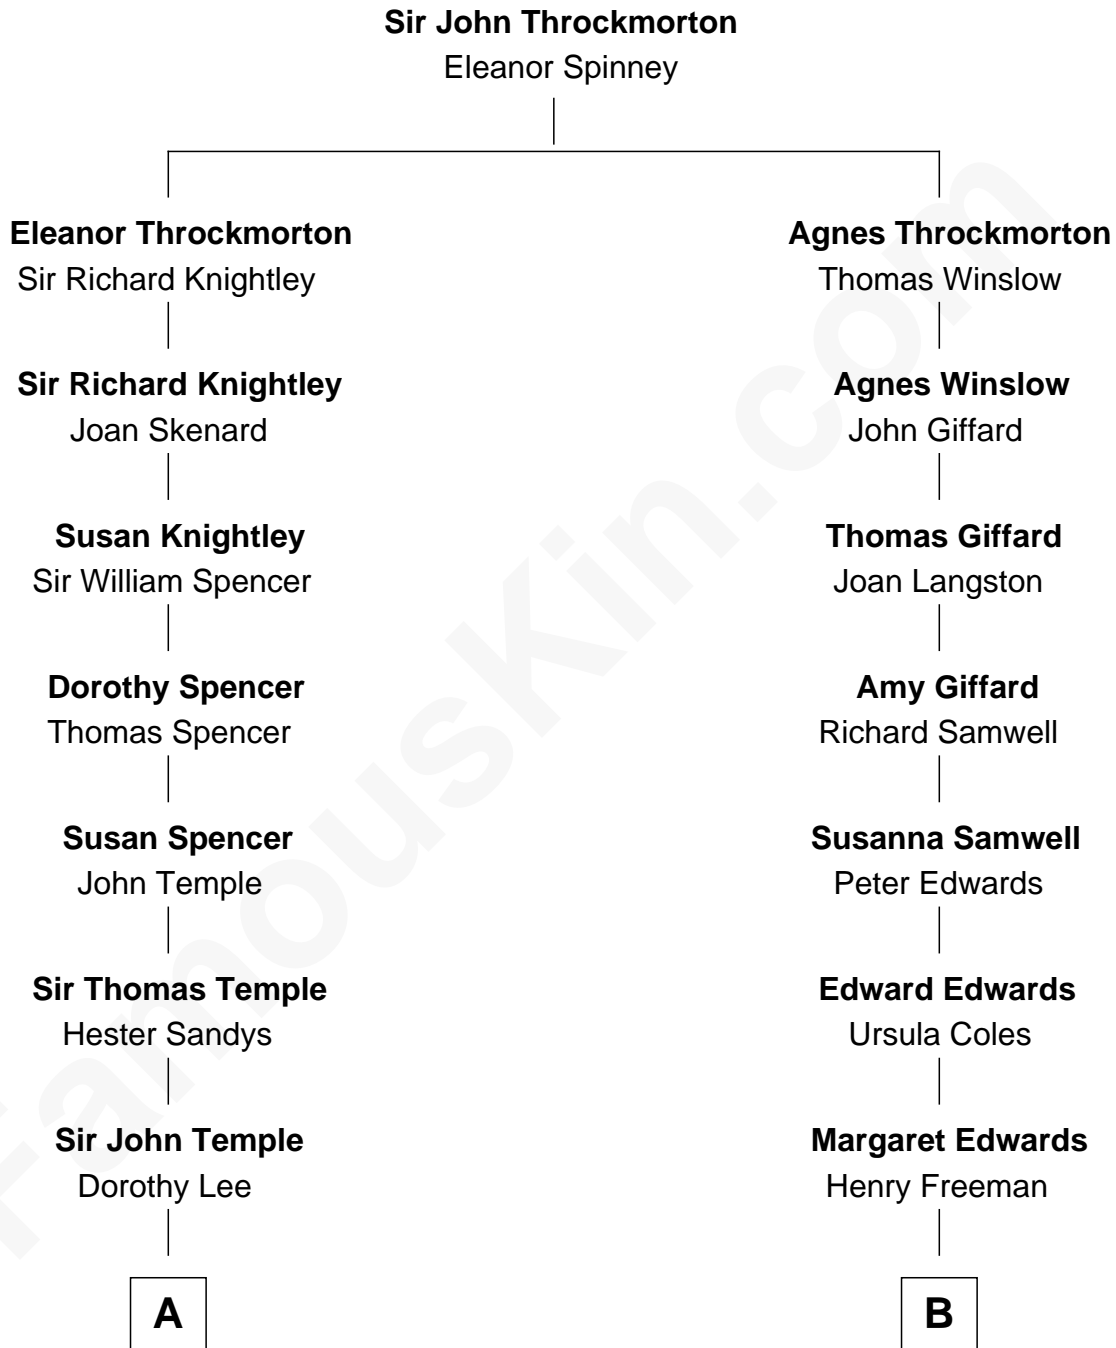 Sir John Throckmorton
Eleanor Spinney
Eleanor Throckmorton
Sir Richard Knightley
Sir Richard Knightley
Joan Skenard
Susan Knightley
Sir William Spencer
Dorothy Spencer
Thomas Spencer
Susan Spencer
John Temple
Sir Thomas Temple
Hester Sandys
Sir John Temple
Dorothy Lee
A
Agnes Throckmorton
Thomas Winslow
Agnes Winslow
John Giffard
Thomas Giffard
Joan Langston
Amy Giffard
Richard Samwell
Susanna Samwell
Peter Edwards
Edward Edwards
Ursula Coles
Margaret Edwards
Henry Freeman
B
FamousKin.com